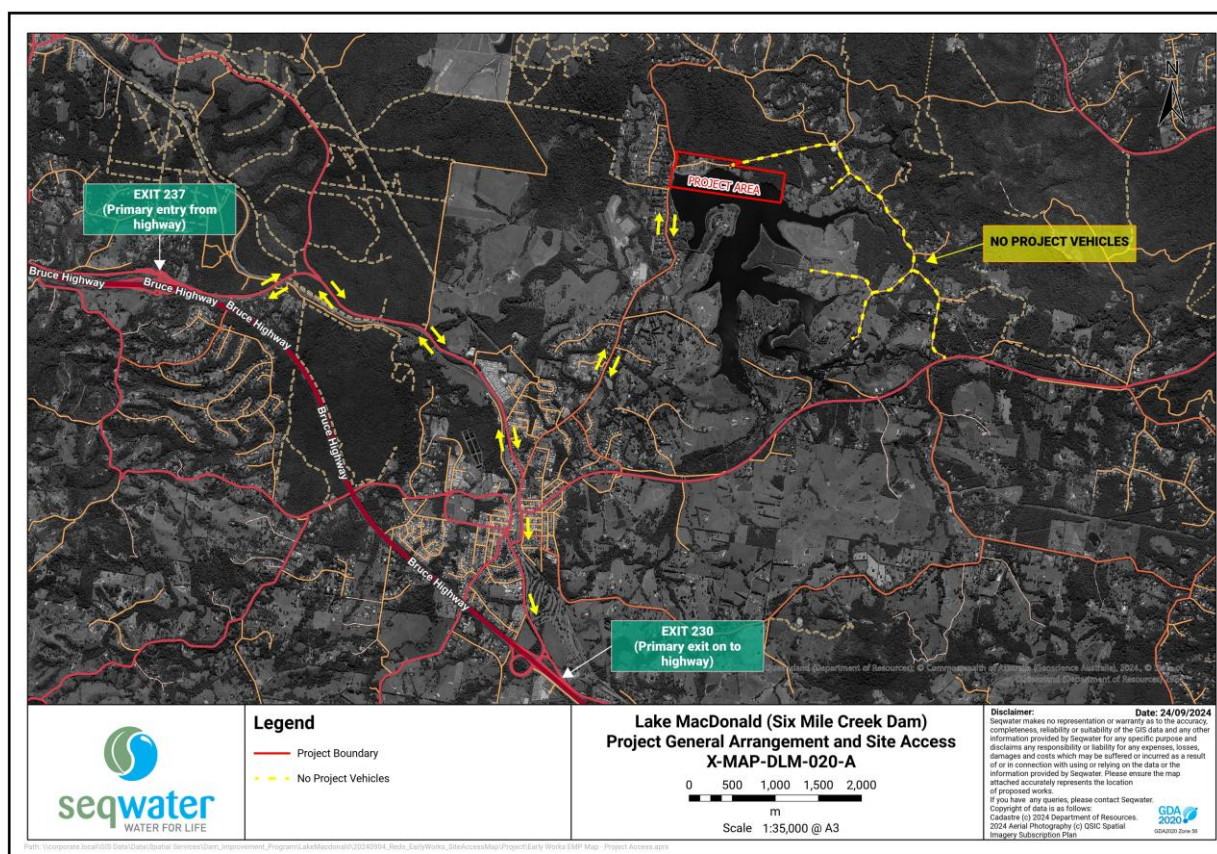 N
EXIT 237
(Primary entry from
highway)
PROJECT AREA
NO PROJECT VEHICLES
Bruce Highway
Bruce Highway
Bruce Highway
Bruce Highway
Bruce Highway
EXIT 230
(Primary exit on to
highway)
seqwater
WATER FOR LIFE
Legend
Project Boundary
No Project Vehicles
Lake MacDonald (Six Mile Creek Dam)
Project General Arrangement and Site Access
X-MAP-DLM-020-A
0 500 1,000 1,500 2,000
m
Scale 1:35,000 @ A3
Disclaimer: Date: 24/09/2024
Seqwater makes no representation or warranty as to the accuracy,
completeness, reliability or suitability of the GIS data and any other
information provided by Seqwater for any specific purpose and
disclaims any responsibility or liability for any expenses, losses,
damages and costs which may be suffered or incurred as a result
of or in connection with using or relying on the data or the
information provided by Seqwater. Please ensure the map
attached accurately represents the location
of proposed works.
If you have any queries, please contact Seqwater.
Copyright of data is as follows:
Cadastre (c) 2024 Department of Resources.
2024 Aerial Photography (c) QSIC Spatial
Imagery Subscription Plan
GDA
2020
GDA2020 Zone 56